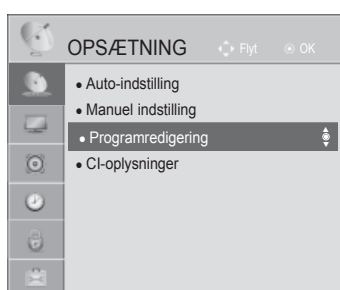 OPSÆTNING
Flyt
OK
● Auto-indstilling
● Manuel indstilling
● Programredigering
● CI-oplysninger